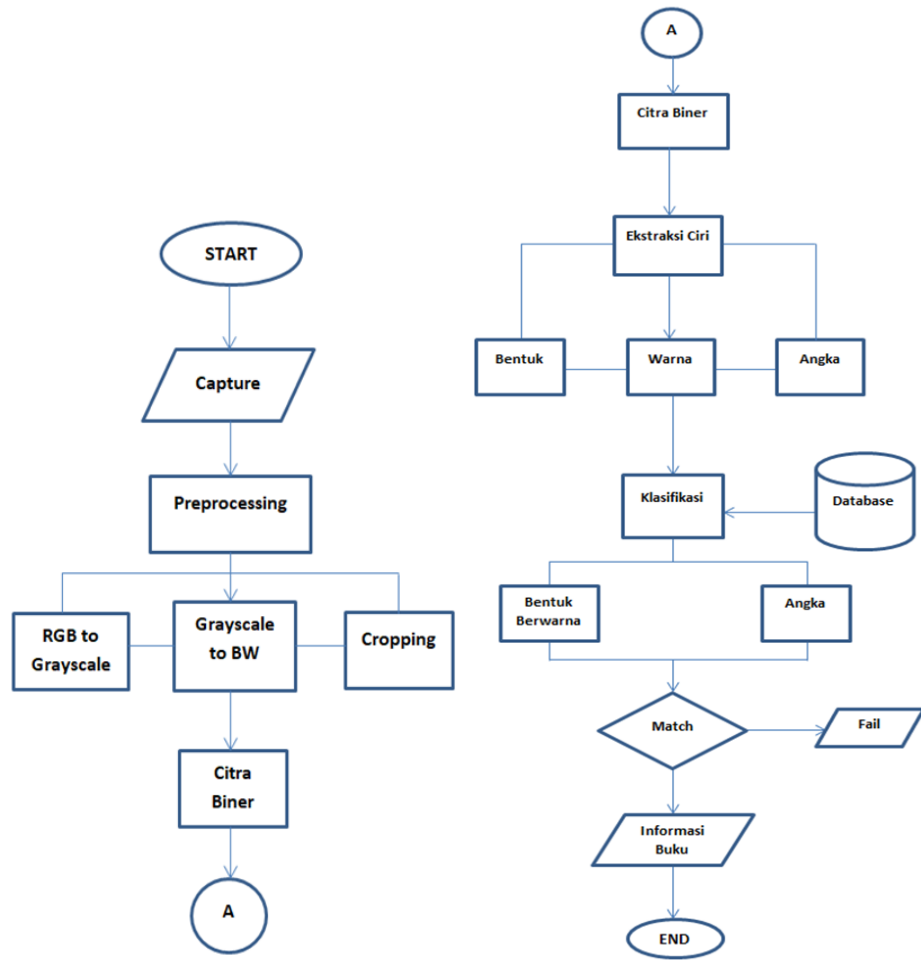 START
Capture
Preprocessing
RGB to
Grayscale
Grayscale
to BW
Cropping
Citra
Biner
A
A
Citra Biner
Ekstraksi Ciri
Bentuk
Warna
Angka
Klasifikasi
Database
Bentuk
Berwarna
Angka
Match
Fail
Informasi
Buku
END